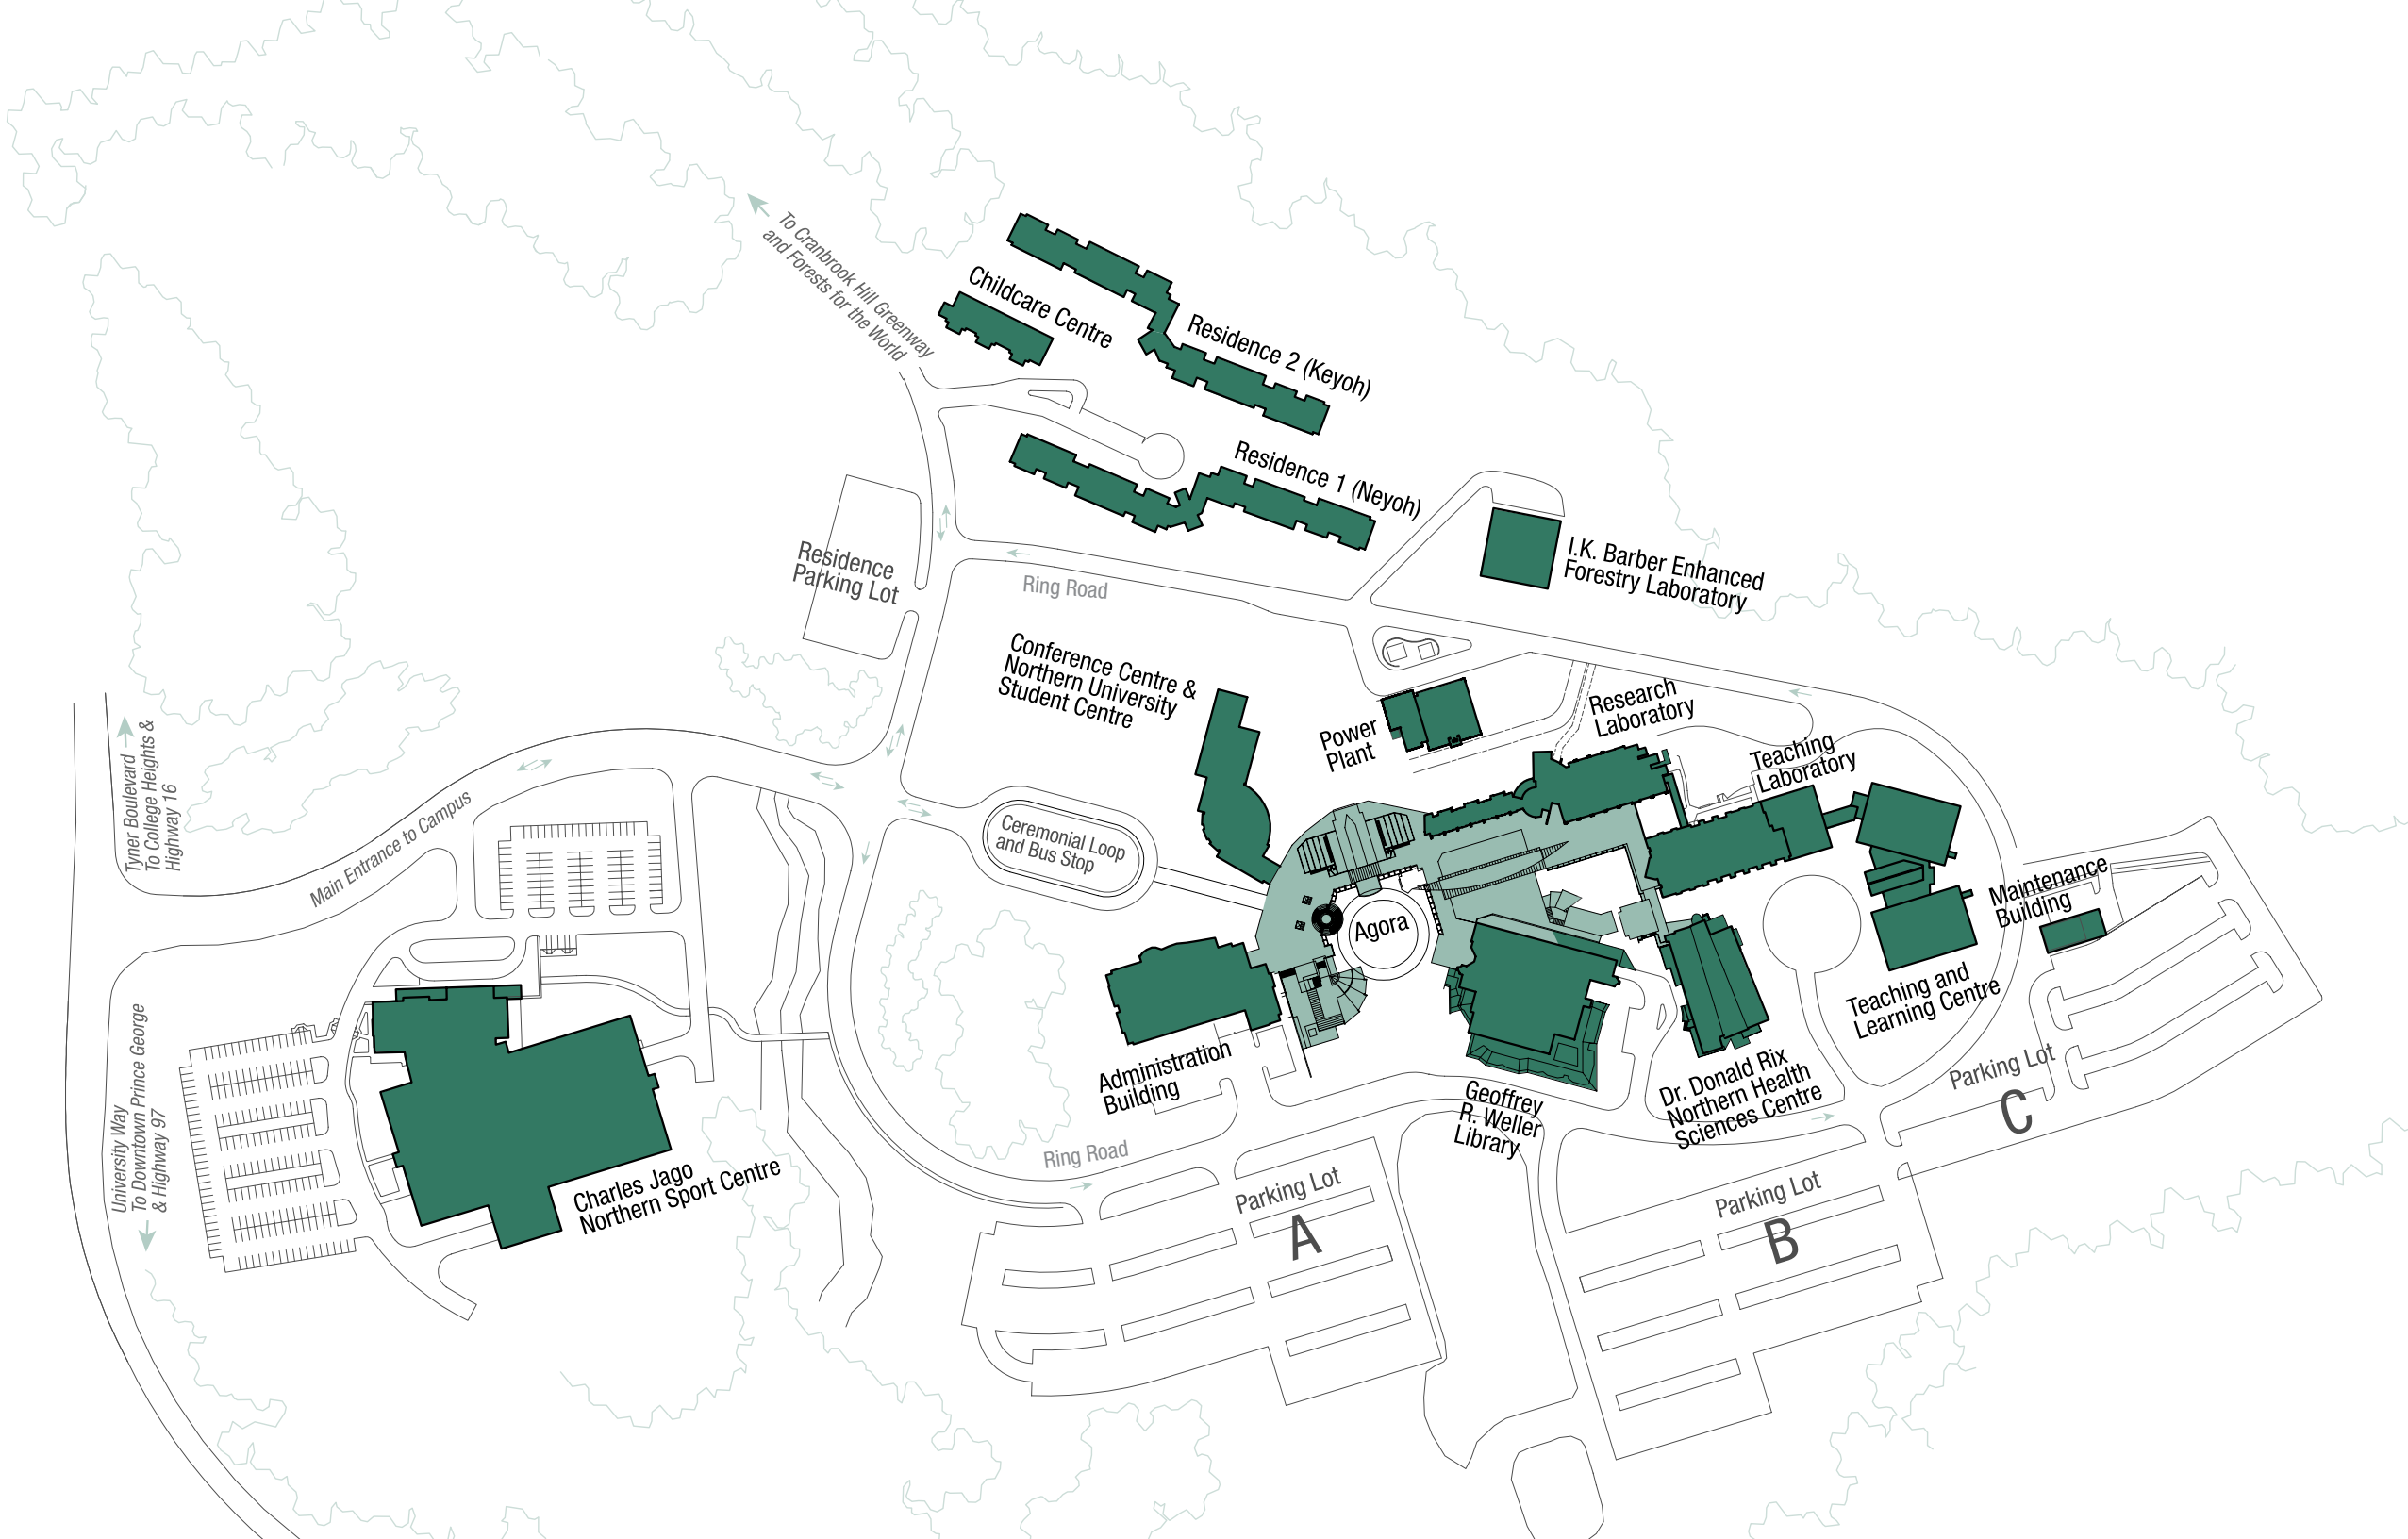 To Cranbrook Hill Greenway
and Forests for the World
Childcare Centre
Residence 2 (Keyoh)
Residence 1 (Neyoh)
I.K. Barber Enhanced
Forestry Laboratory
Residence
Parking Lot
Ring Road
Conference Centre &
Northern University
Student Centre
Power
Plant
Research
Laboratory
Teaching
Laboratory
Tyner Boulevard
To College Heights &
Highway 16
Main Entrance to Campus
Ceremonial Loop
and Bus Stop
Agora
Maintenance
Building
Teaching and
Learning Centre
University Way
To Downtown Prince George
& Highway 97
Administration
Building
Geoffrey
R. Weller
Library
Dr. Donald Rix
Northern Health
Sciences Centre
Parking Lot
C
Ring Road
Charles Jago
Northern Sport Centre
Parking Lot
A
Parking Lot
B